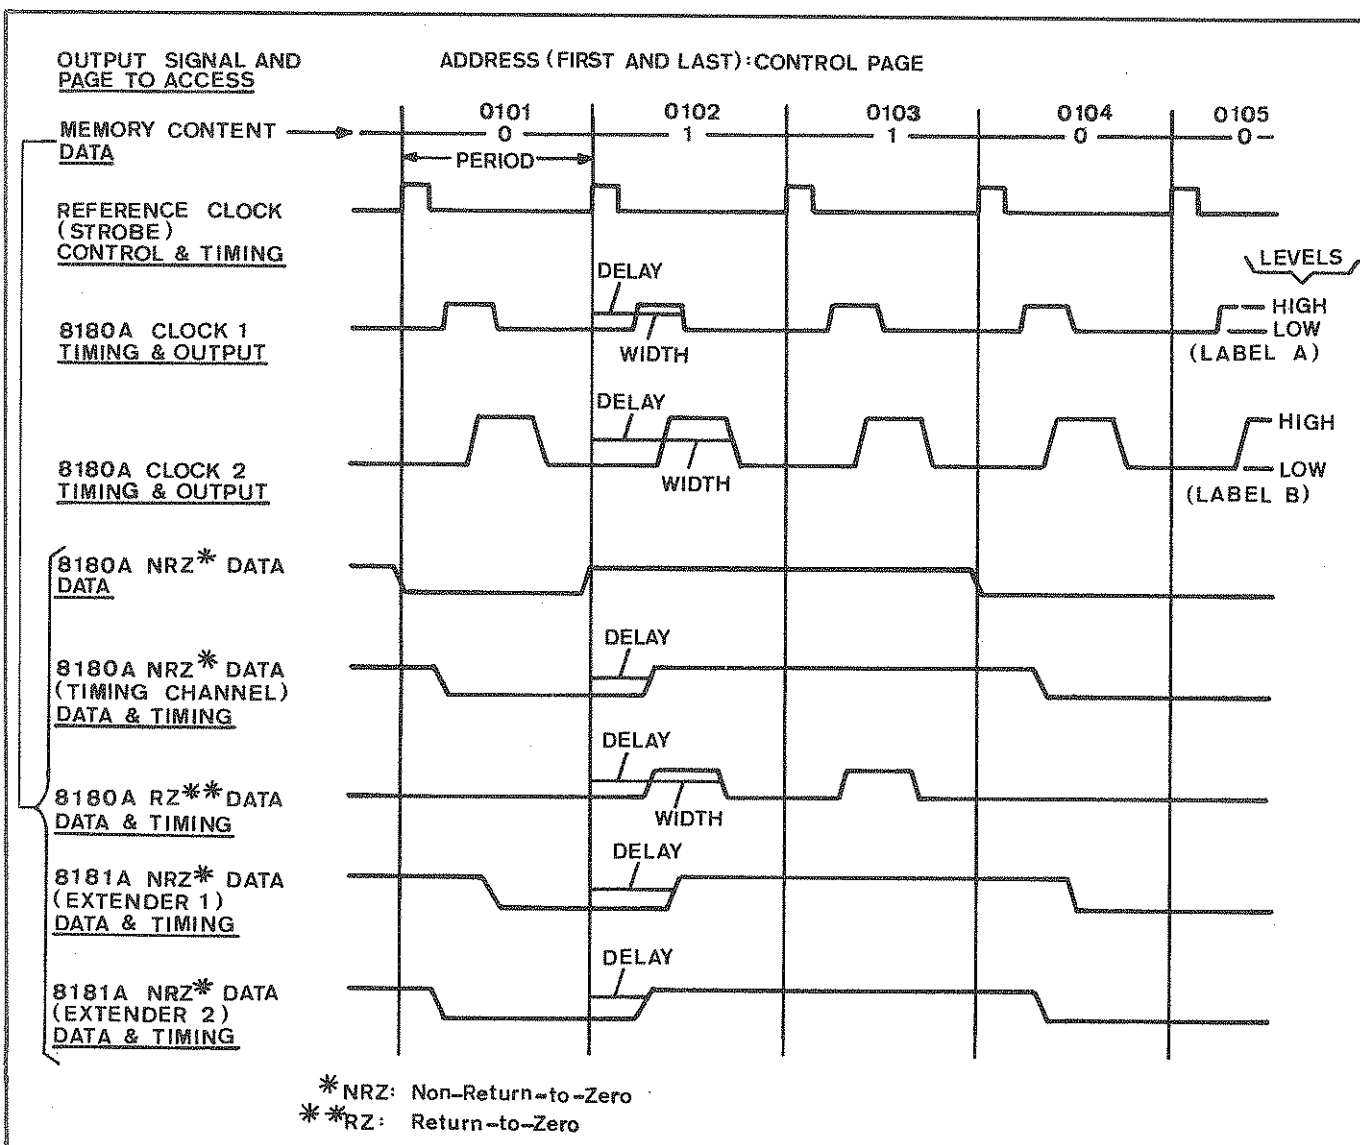 OUTPUT SIGNAL AND
PAGE TO ACCESS
ADDRESS (FIRST AND LAST): CONTROL PAGE
0101 0102 0103 0104 0105
MEMORY CONTENT 0 1 1 0 0
DATA
PERIOD
REFERENCE CLOCK
(STROBE)
CONTROL & TIMING
LEVELS
DELAY
HIGH
8180A CLOCK 1
LOW
TIMING & OUTPUT
WIDTH
(LABEL A)
DELAY
HIGH
8180A CLOCK 2
LOW
TIMING & OUTPUT
WIDTH
(LABEL B)
8180A NRZ* DATA
DATA
DELAY
8180A NRZ* DATA
(TIMING CHANNEL)
DATA & TIMING
DELAY
8180A RZ** DATA
DATA & TIMING
WIDTH
DELAY
8181A NRZ* DATA
(EXTENDER 1)
DATA & TIMING
DELAY
8181A NRZ* DATA
(EXTENDER 2)
DATA & TIMING
*NRZ: Non-Return-to-Zero
**RZ: Return-to-Zero